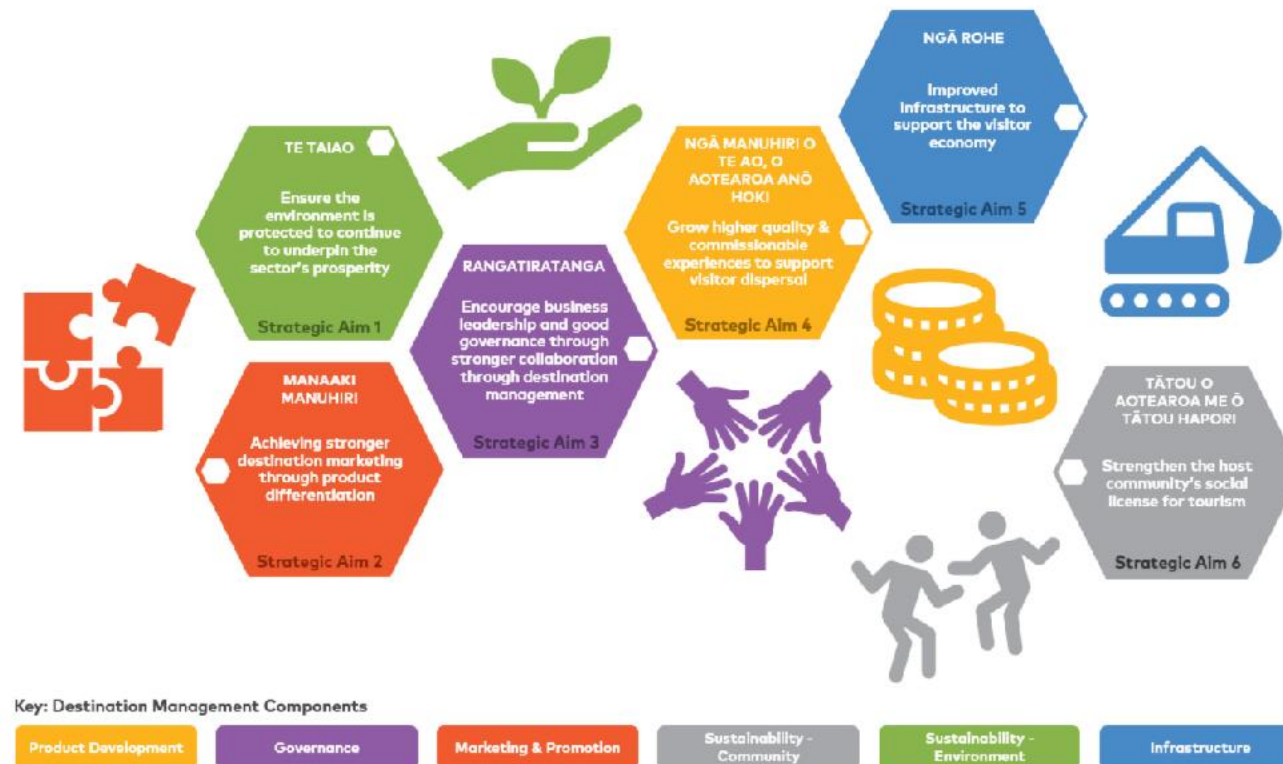 TE TAIAO
Ensure the
environment is
protected to continue
to underpin the
sector's prosperity
Strategic Aim 1
MANAAKI
MANUHIRI
Achieving stronger
destination marketing
through product
differentiation
Strategic Aim 2
RANGATIRATANGA
Encourage business
leadership and good
governance through
stronger collaboration
through destination
management
Strategic Aim 3
NGĀ MANUHIRI O
TE AO, O
AOTEAROA ANŌ
HOKI
Grow higher quality &
commissionable
experiences to support
visitor dispersal
Strategic Aim 4
NGĀ ROHE
Improved
Infrastructure to
support the visitor
economy
Strategic Aim 5
TĀTOU O
AOTEAROA ME Ō
TĀTOU HAPORI
Strengthen the host
community's social
license for tourism
Strategic Aim 6
Key: Destination Management Components
Product Development
Governance
Marketing & Promotion
Sustainability -
Community
Sustainability -
Environment
Infrastructure